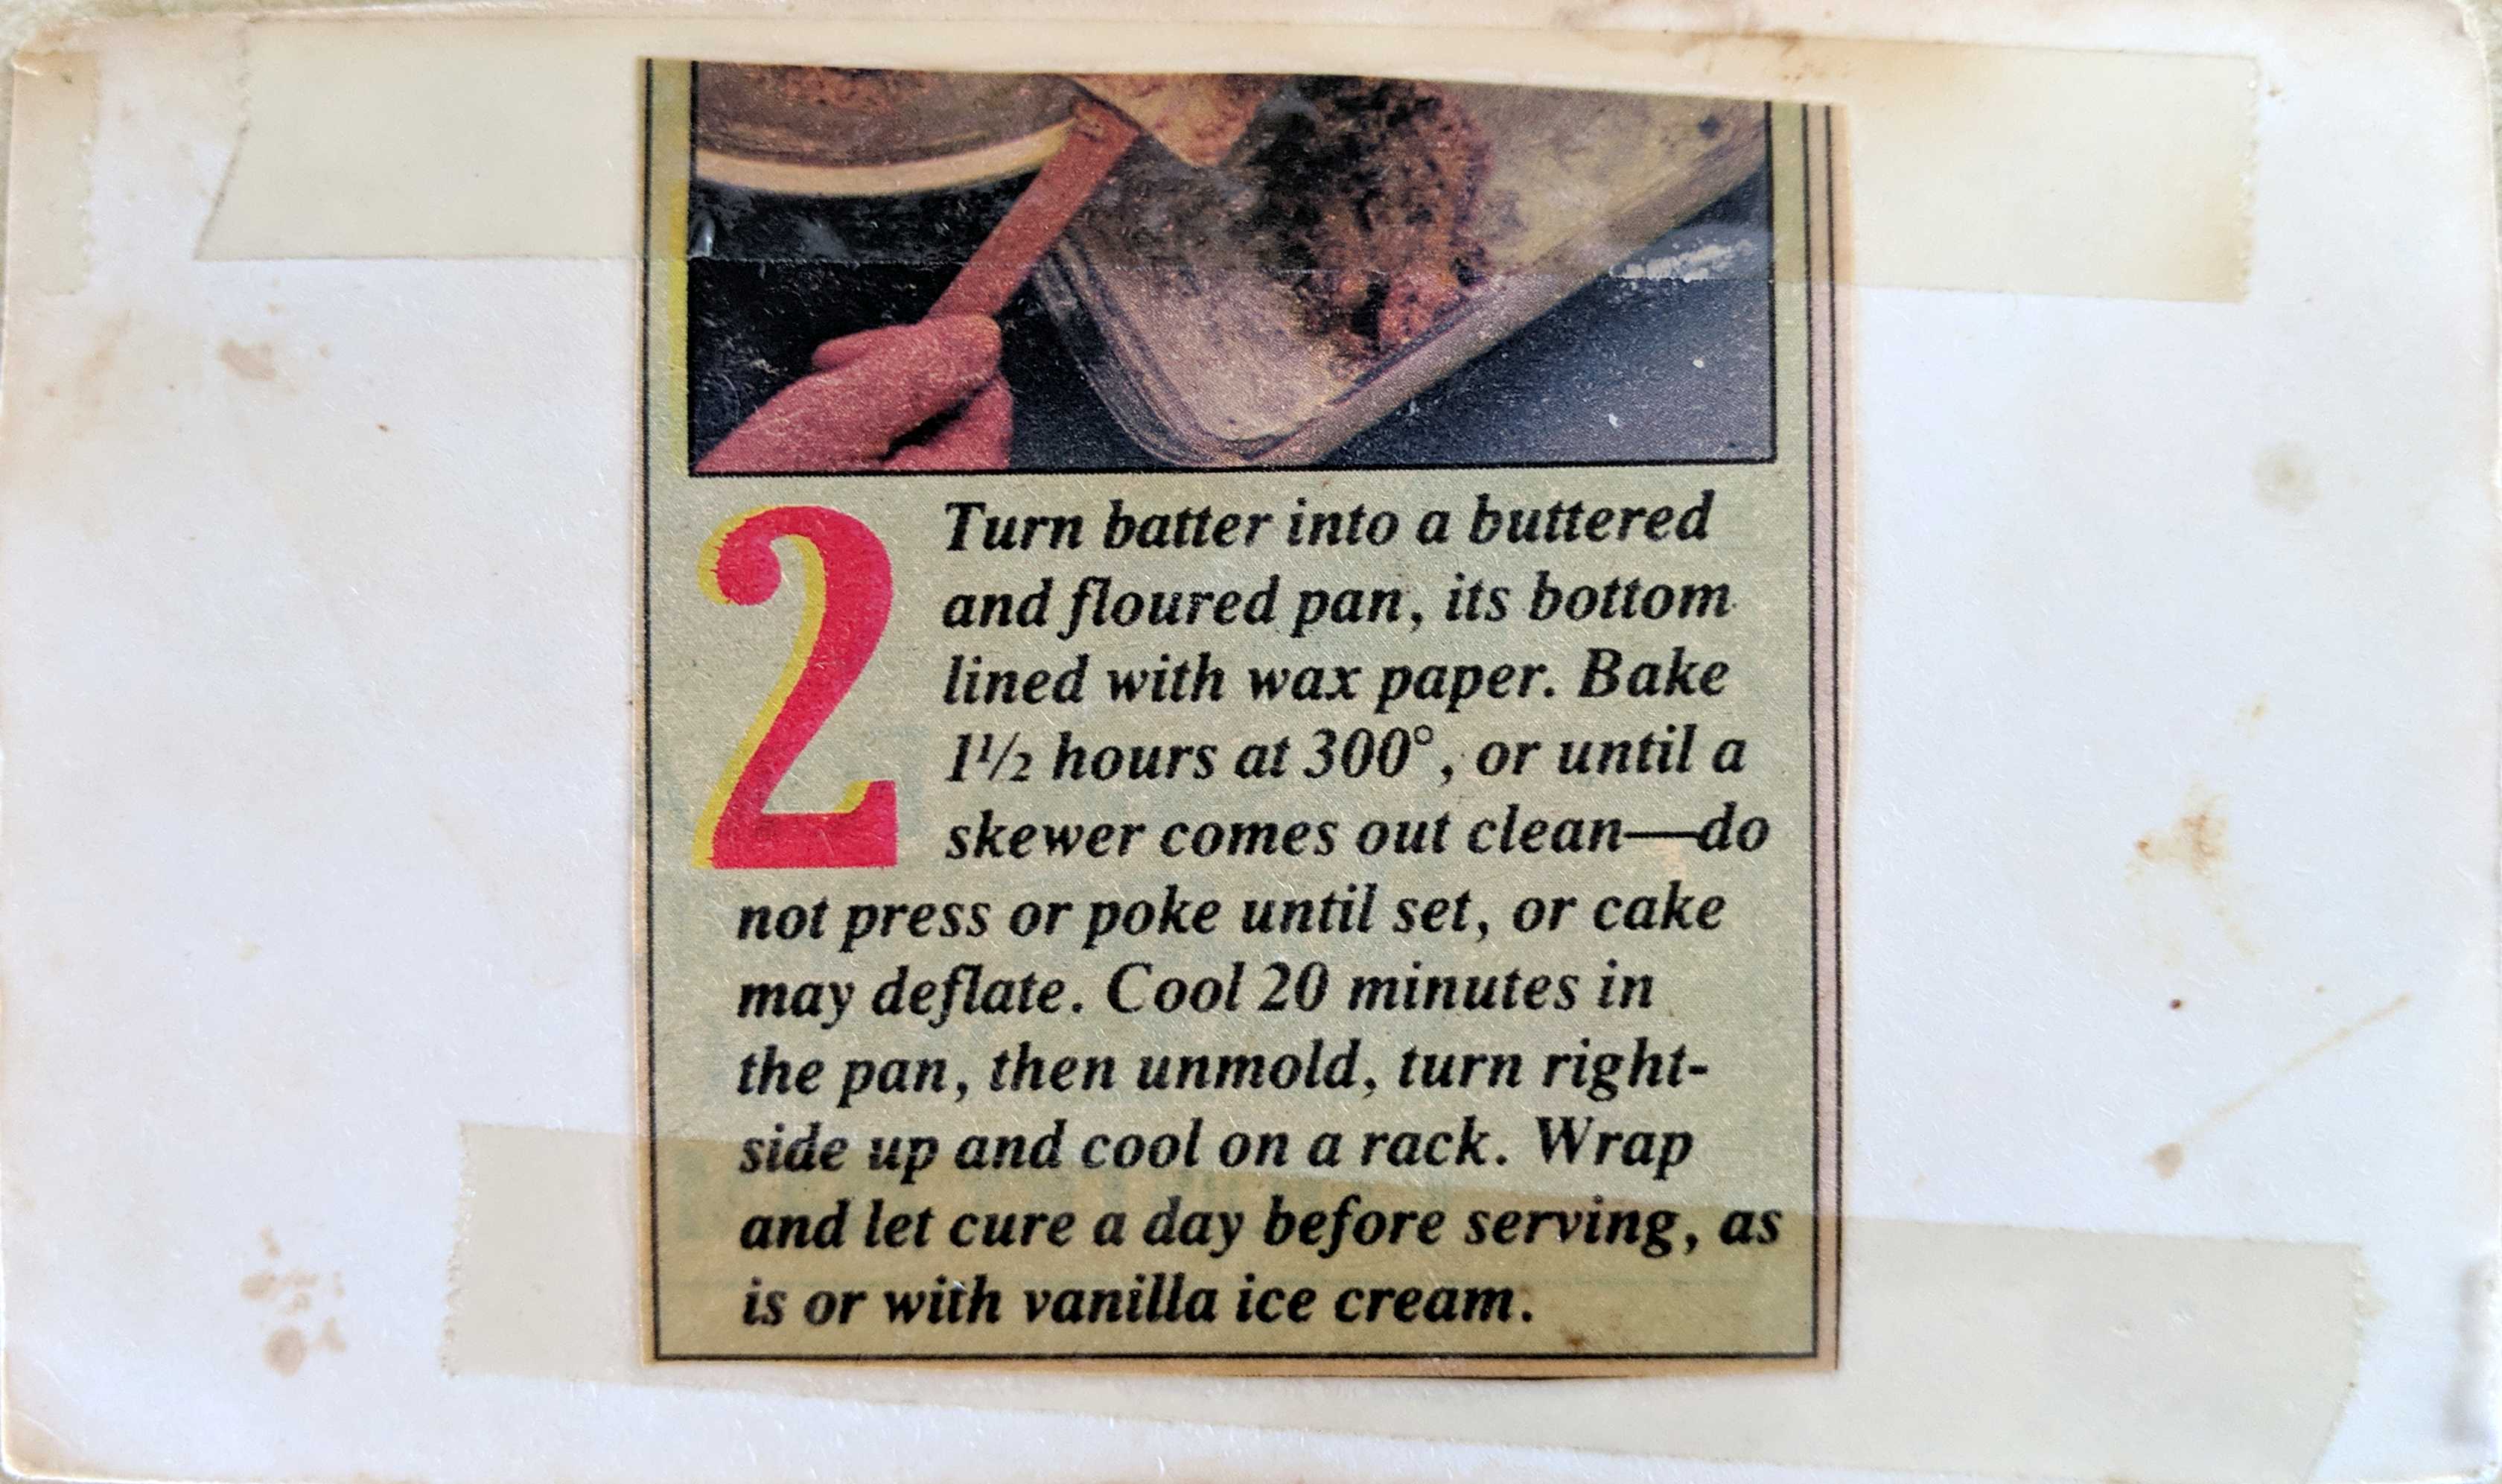 2
Turn batter into a buttered
and floured pan, its bottom
lined with wax paper. Bake
1½ hours at 300°, or until a
skewer comes out clean—do
not press or poke until set, or cake
may deflate. Cool 20 minutes in
the pan, then unmold, turn right-
side up and cool on a rack. Wrap
and let cure a day before serving, as
is or with vanilla ice cream.